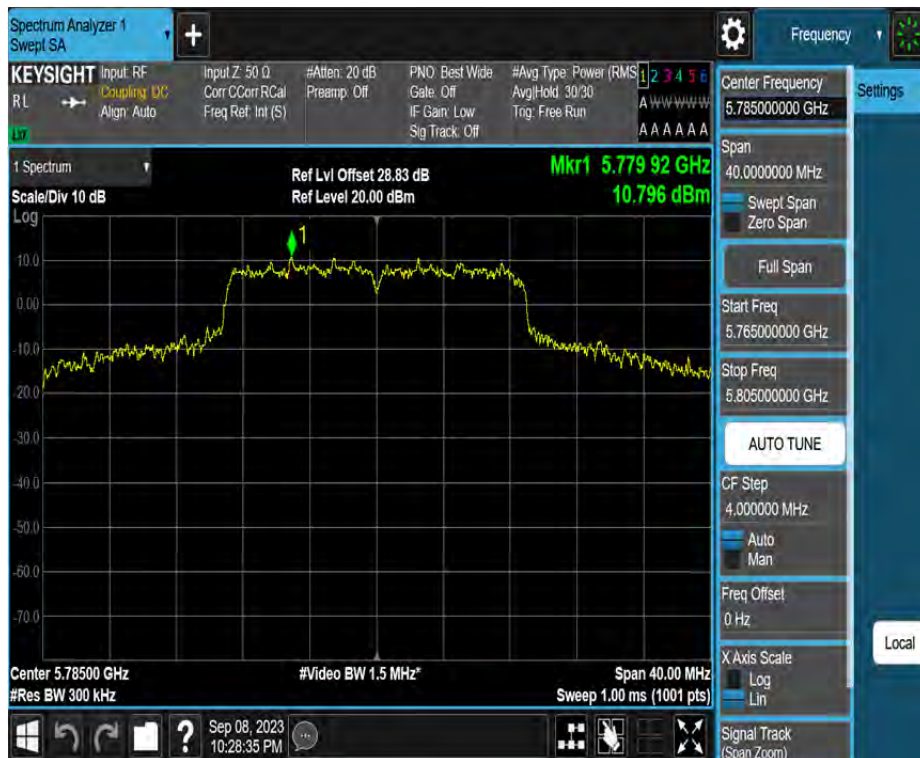 Spectrum Analyzer 1
Swept SA
+
Frequency
KEYSIGHT
RL
LXI
Input: RF
Coupling: DC
Align: Auto
Input Z: 50 Ω
Corr CCorr RCal
Freq Ref: Int (S)
#Atten: 20 dB
Preamp: Off
PNO: Best Wide
Gate: Off
IF Gain: Low
Sig Track: Off
#Avg Type: Power (RMS
Avg|Hold: 30/30
Trig: Free Run
1 2 3 4 5 6
A W W W W W
A A A A A A
1 Spectrum
Scale/Div 10 dB
Log
Ref Lvl Offset 28.83 dB
Ref Level 20.00 dBm
Mkr1 5.779 92 GHz
10.796 dBm
1
10.0
0.00
-10.0
-20.0
-30.0
-40.0
-50.0
-60.0
-70.0
Center 5.78500 GHz
#Res BW 300 kHz
#Video BW 1.5 MHz*
Span 40.00 MHz
Sweep 1.00 ms (1001 pts)
?
Sep 08, 2023
10:28:35 PM
Center Frequency
5.785000000 GHz
Span
40.0000000 MHz
Swept Span
Zero Span
Full Span
Start Freq
5.765000000 GHz
Stop Freq
5.805000000 GHz
AUTO TUNE
CF Step
4.000000 MHz
Auto
Man
Freq Offset
0 Hz
X Axis Scale
Log
Lin
Signal Track
(Span Zoom)
Settings
Local